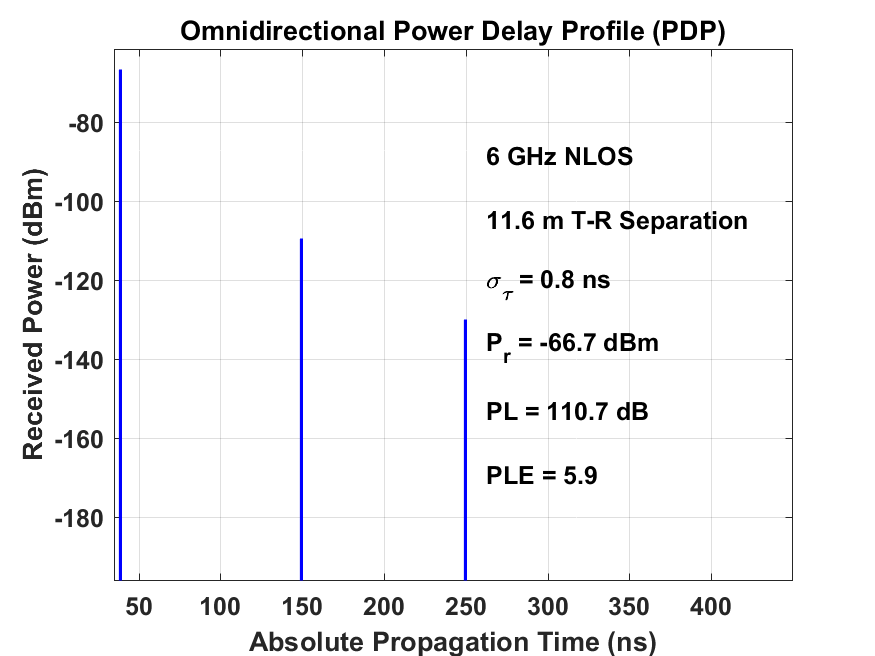 Omnidirectional Power Delay Profile (PDP)
Received Power (dBm)
-80
-100
-120
-140
-160
-180
6 GHz NLOS
11.6 m T-R Separation
σ_τ = 0.8 ns
P_r = -66.7 dBm
PL = 110.7 dB
PLE = 5.9
50 100 150 200 250 300 350 400
Absolute Propagation Time (ns)